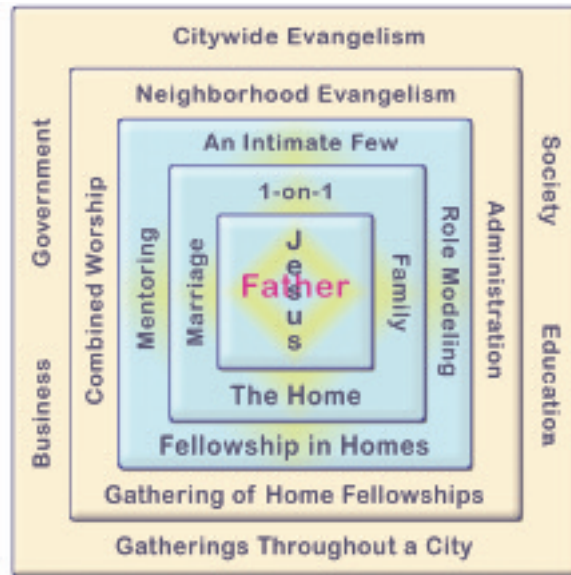 Citywide Evangelism
Neighborhood Evangelism
An Intimate Few
1-on-1
Jesus
Father
Government
Business
Combined Worship
Mentoring
Marriage
Family
Role Modeling
Administration
Society
Education
The Home
Fellowship in Homes
Gathering of Home Fellowships
Gatherings Throughout a City